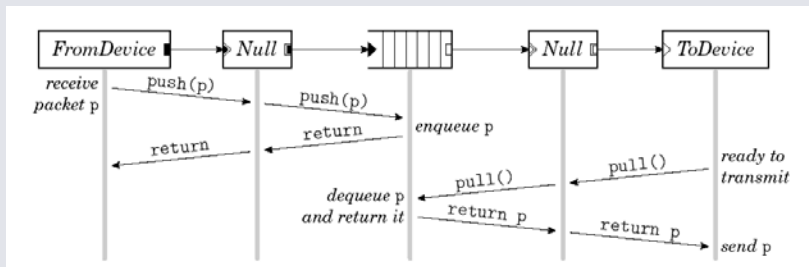 FromDevice
Null
Null
ToDevice
receive
packet p
push(p)
push(p)
enqueue p
return
return
ready to
transmit
pull()
pull()
dequeue p
and return it
return p
return p
send p